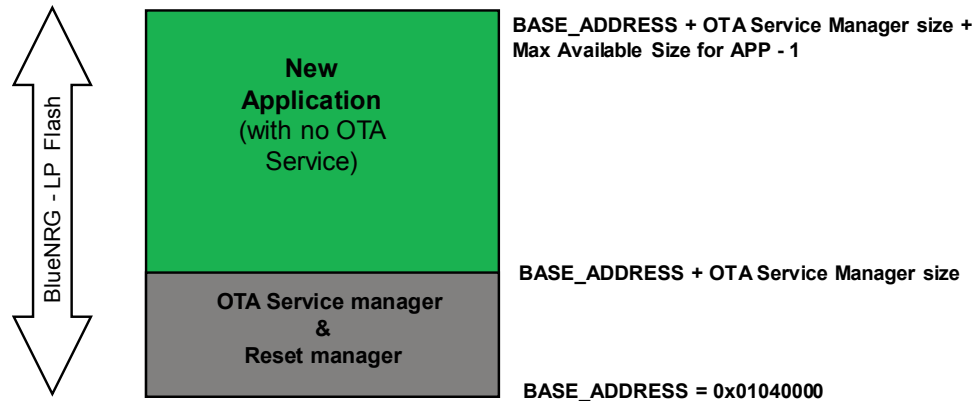 BlueNRG - LP Flash
New
Application
(with no OTA
Service)
BASE_ADDRESS + OTA Service Manager size +
Max Available Size for APP - 1
BASE_ADDRESS + OTA Service Manager size
OTA Service manager
&
Reset manager
BASE_ADDRESS = 0x01040000